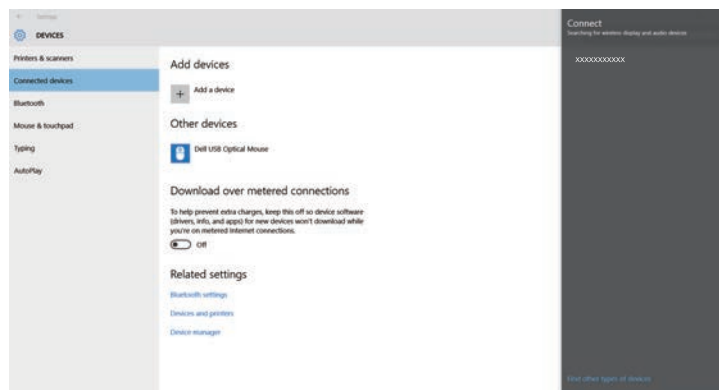 Settings
DEVICES
Printers & scanners
Connected devices
Bluetooth
Mouse & touchpad
Typing
AutoPlay
Add devices
Add a device
Other devices
Dell USB Optical Mouse
Download over metered connections
To help prevent extra charges, keep this off so device software
(drivers, info, and apps) for new devices won't download while
you're on metered Internet connections.
Off
Related settings
Bluetooth settings
Devices and printers
Device manager
Connect
Searching for wireless display and audio devices
XXXXXXXXXXX
Find other types of devices